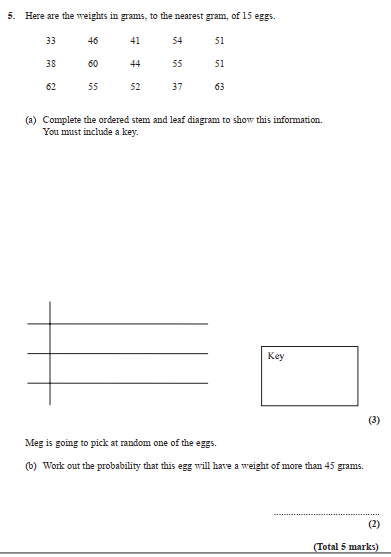 5. Here are the weights in grams, to the nearest gram, of 15 eggs.
33 46 41 54 51
38 60 44 55 51
62 55 52 37 63
(a) Complete the ordered stem and leaf diagram to show this information.
You must include a key.
Key
(3)
Meg is going to pick at random one of the eggs.
(b) Work out the probability that this egg will have a weight of more than 45 grams.
..............................................
(2)
(Total 5 marks)